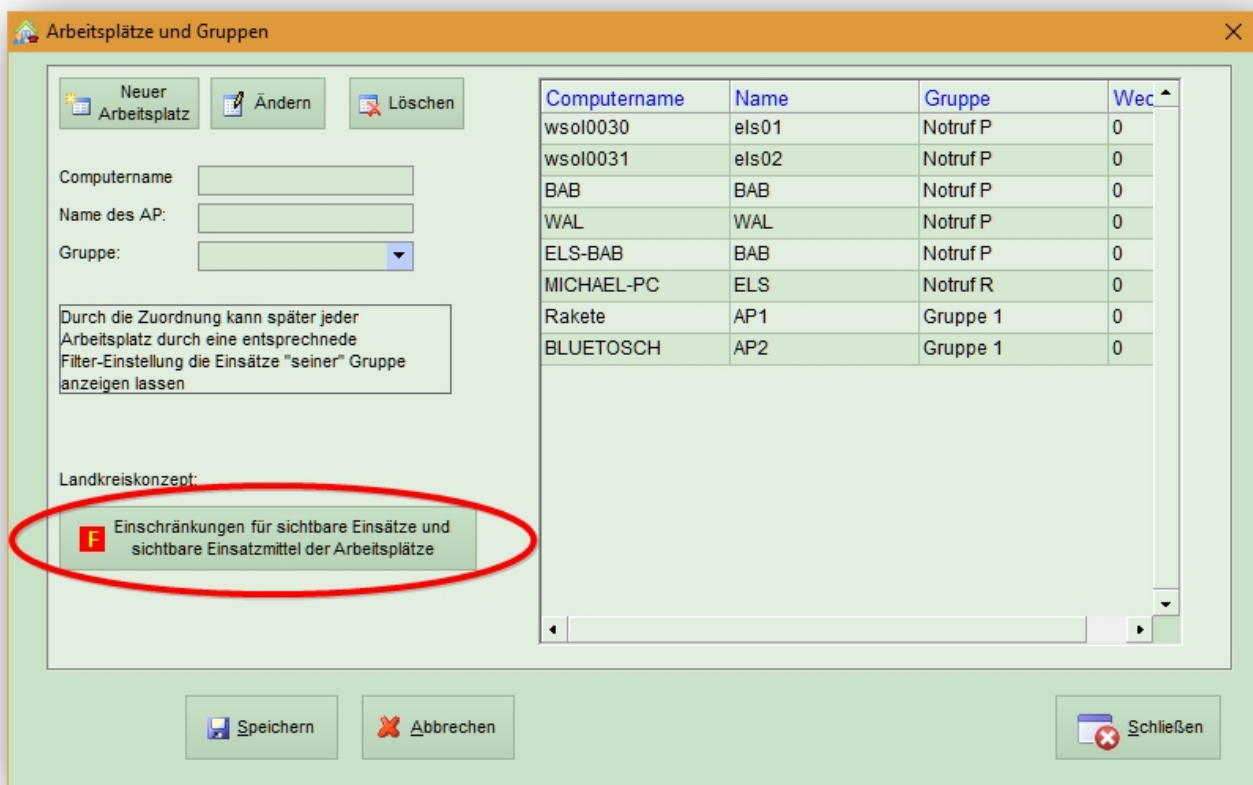 Arbeitsplätze und Gruppen
Neuer
Arbeitsplatz
Ändern
Löschen
Computername
Name des AP:
Gruppe:
Durch die Zuordnung kann später jeder
Arbeitsplatz durch eine entsprechnede
Filter-Einstellung die Einsätze "seiner" Gruppe
anzeigen lassen
Landkreiskonzept:
F
Einschränkungen für sichtbare Einsätze und
sichtbare Einsatzmittel der Arbeitsplätze
Computername Name Gruppe Wec
wsol0030 els01 Notruf P 0
wsol0031 els02 Notruf P 0
BAB BAB Notruf P 0
WAL WAL Notruf P 0
ELS-BAB BAB Notruf P 0
MICHAEL-PC ELS Notruf R 0
Rakete AP1 Gruppe 1 0
BLUETOSCH AP2 Gruppe 1 0
Speichern
Abbrechen
Schließen